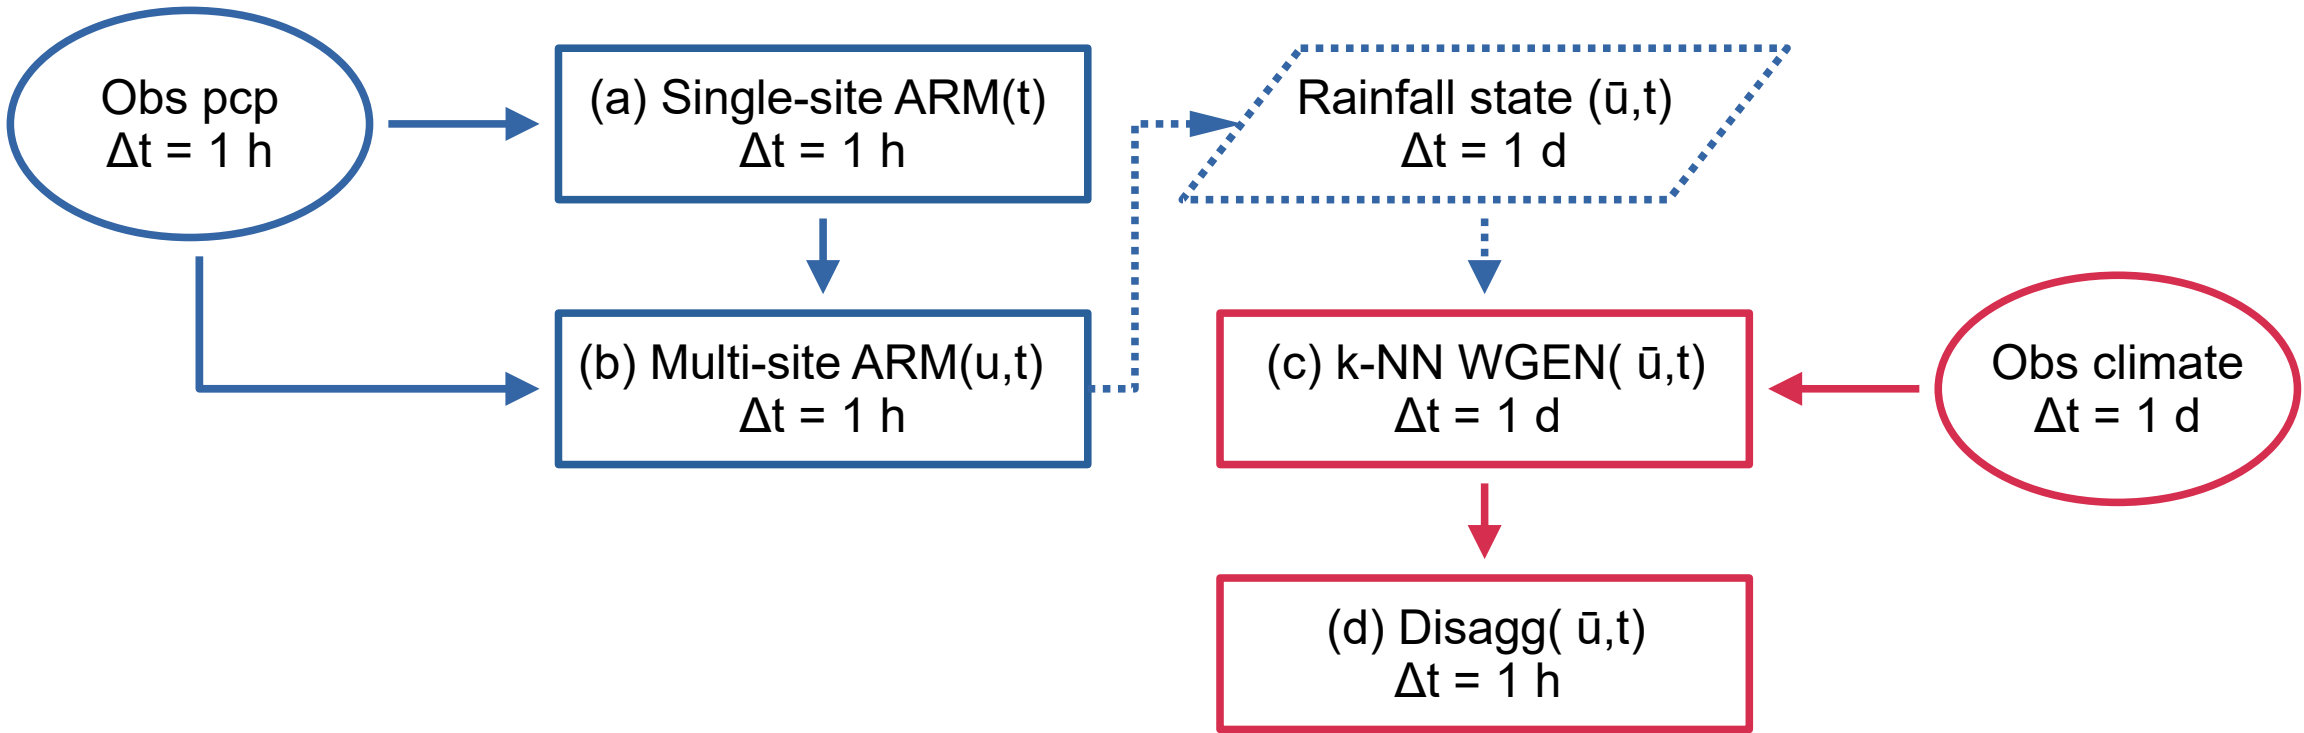 Obs pcp
Δt = 1 h
(a) Single-site ARM(t)
Δt = 1 h
Rainfall state (ū,t)
Δt = 1 d
(b) Multi-site ARM(u,t)
Δt = 1 h
(c) k-NN WGEN( ū,t)
Δt = 1 d
Obs climate
Δt = 1 d
(d) Disagg( ū,t)
Δt = 1 h